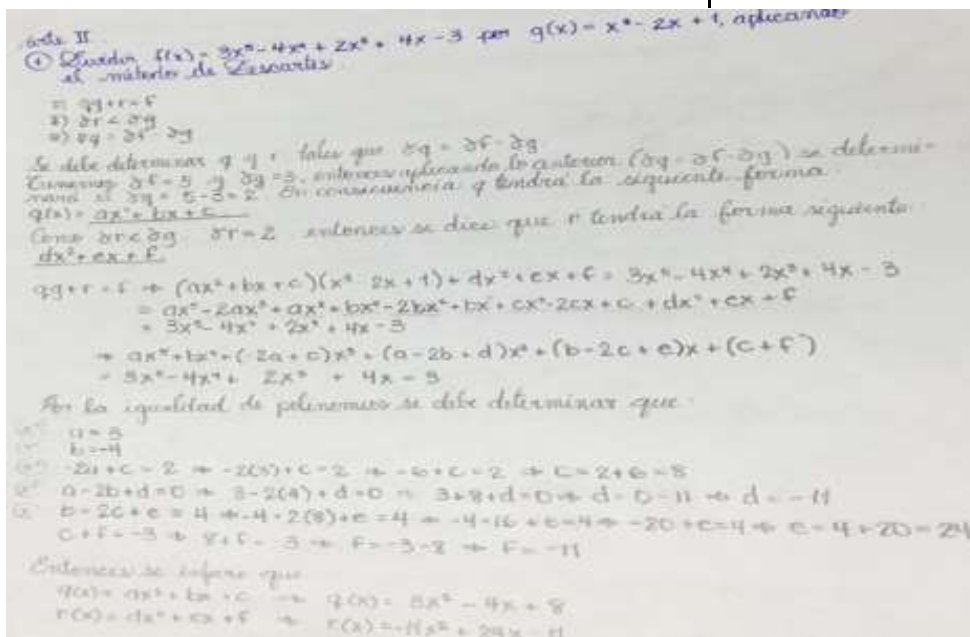 arte II
① Dividir f(x) = 3x⁵ - 4x⁴ + 2x³ + 4x - 3 por g(x) = x³ - 2x + 1, aplicando
el método de Descartes.
qg + r = f
∂r < ∂g
∂q = ∂f - ∂g
Se debe determinar q y r tales que ∂q = ∂f - ∂g
Tenemos ∂f = 5 y ∂g = 3, entonces aplicando lo anterior (∂q = ∂f - ∂g) se determi-
nará el ∂q = 5 - 3 = 2. En consecuencia q tendrá la siguiente forma.
q(x) = ax² + bx + c
Como ∂r < ∂g. ∂r = 2 entonces se dice que r tendrá la forma siguiente
dx² + ex + f.
qg + r = f → (ax² + bx + c)(x³ 2x + 1) + dx² + ex + f = 3x⁵ - 4x⁴ + 2x³ + 4x - 3
= ax⁵ - 2ax³ + ax² + bx⁴ - 2bx² + bx + cx³ - 2cx + c + dx² + ex + f
= 3x⁵ - 4x⁴ + 2x³ + 4x - 3
→ ax⁵ + bx⁴ + (-2a + c)x³ + (a - 2b + d)x² + (b - 2c + e)x + (c + f)
= 3x⁵ - 4x⁴ + 2x³ + 4x - 3
Por la igualdad de polinomios se debe determinar que
a = 3
b = -4
-2a + c = 2 → -2(3) + c = 2 → -6 + c = 2 → c = 2 + 6 = 8
a - 2b + d = 0 → 3 - 2(4) + d = 0 = 3 + 8 + d = 0 → d = 0 - 11 → d = -11
b - 2c + e = 4 → -4 - 2(8) + e = 4 → -4 - 16 + e = 4 → -20 + e = 4 → e = 4 + 20 = 24
c + f = -3 → 8 + f = -3 → f = -3 - 8 → f = -11
Entonces se infiere que
q(x) = ax² + bx + c → q(x) = 3x² - 4x + 8
r(x) = dx² + ex + f → r(x) = -11x² + 24x - 11